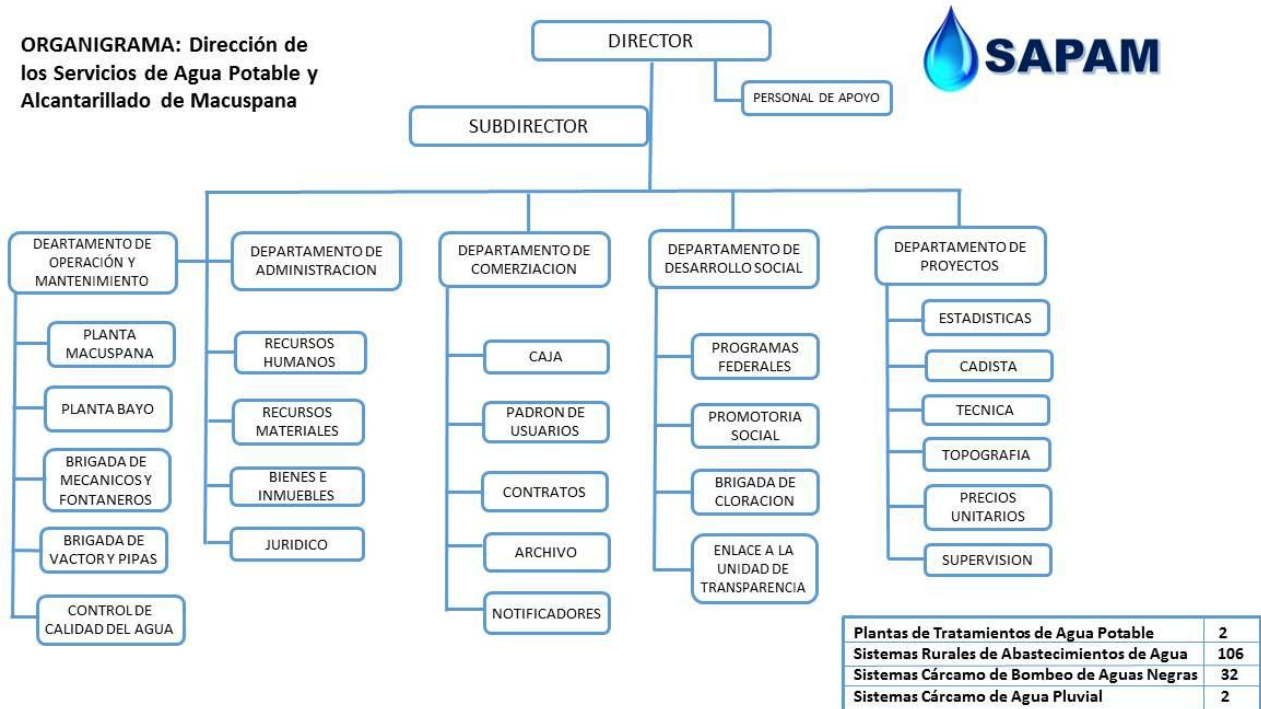 ORGANIGRAMA: Dirección de
los Servicios de Agua Potable y
Alcantarillado de Macuspana
DIRECTOR
SAPAM
PERSONAL DE APOYO
SUBDIRECTOR
DEARTAMENTO DE
OPERACIÓN Y
MANTENIMIENTO
PLANTA
MACUSPANA
PLANTA BAYO
BRIGADA DE
MECANICOS Y
FONTANEROS
BRIGADA DE
VACTOR Y PIPAS
CONTROL DE
CALIDAD DEL AGUA
DEPARTAMENTO DE
ADMINISTRACION
RECURSOS
HUMANOS
RECURSOS
MATERIALES
BIENES E
INMUEBLES
JURIDICO
DEPARTAMENTO DE
COMERZIACION
CAJA
PADRON DE
USUARIOS
CONTRATOS
ARCHIVO
NOTIFICADORES
DEPARTAMENTO DE
DESARROLLO SOCIAL
PROGRAMAS
FEDERALES
PROMOTORIA
SOCIAL
BRIGADA DE
CLORACION
ENLACE A LA
UNIDAD DE
TRANSPARENCIA
DEPARTAMENTO DE
PROYECTOS
ESTADISTICAS
CADISTA
TECNICA
TOPOGRAFIA
PRECIOS
UNITARIOS
SUPERVISION
Plantas de Tratamientos de Agua Potable 2
Sistemas Rurales de Abastecimientos de Agua 106
Sistemas Cárcamo de Bombeo de Aguas Negras 32
Sistemas Cárcamo de Agua Pluvial 2